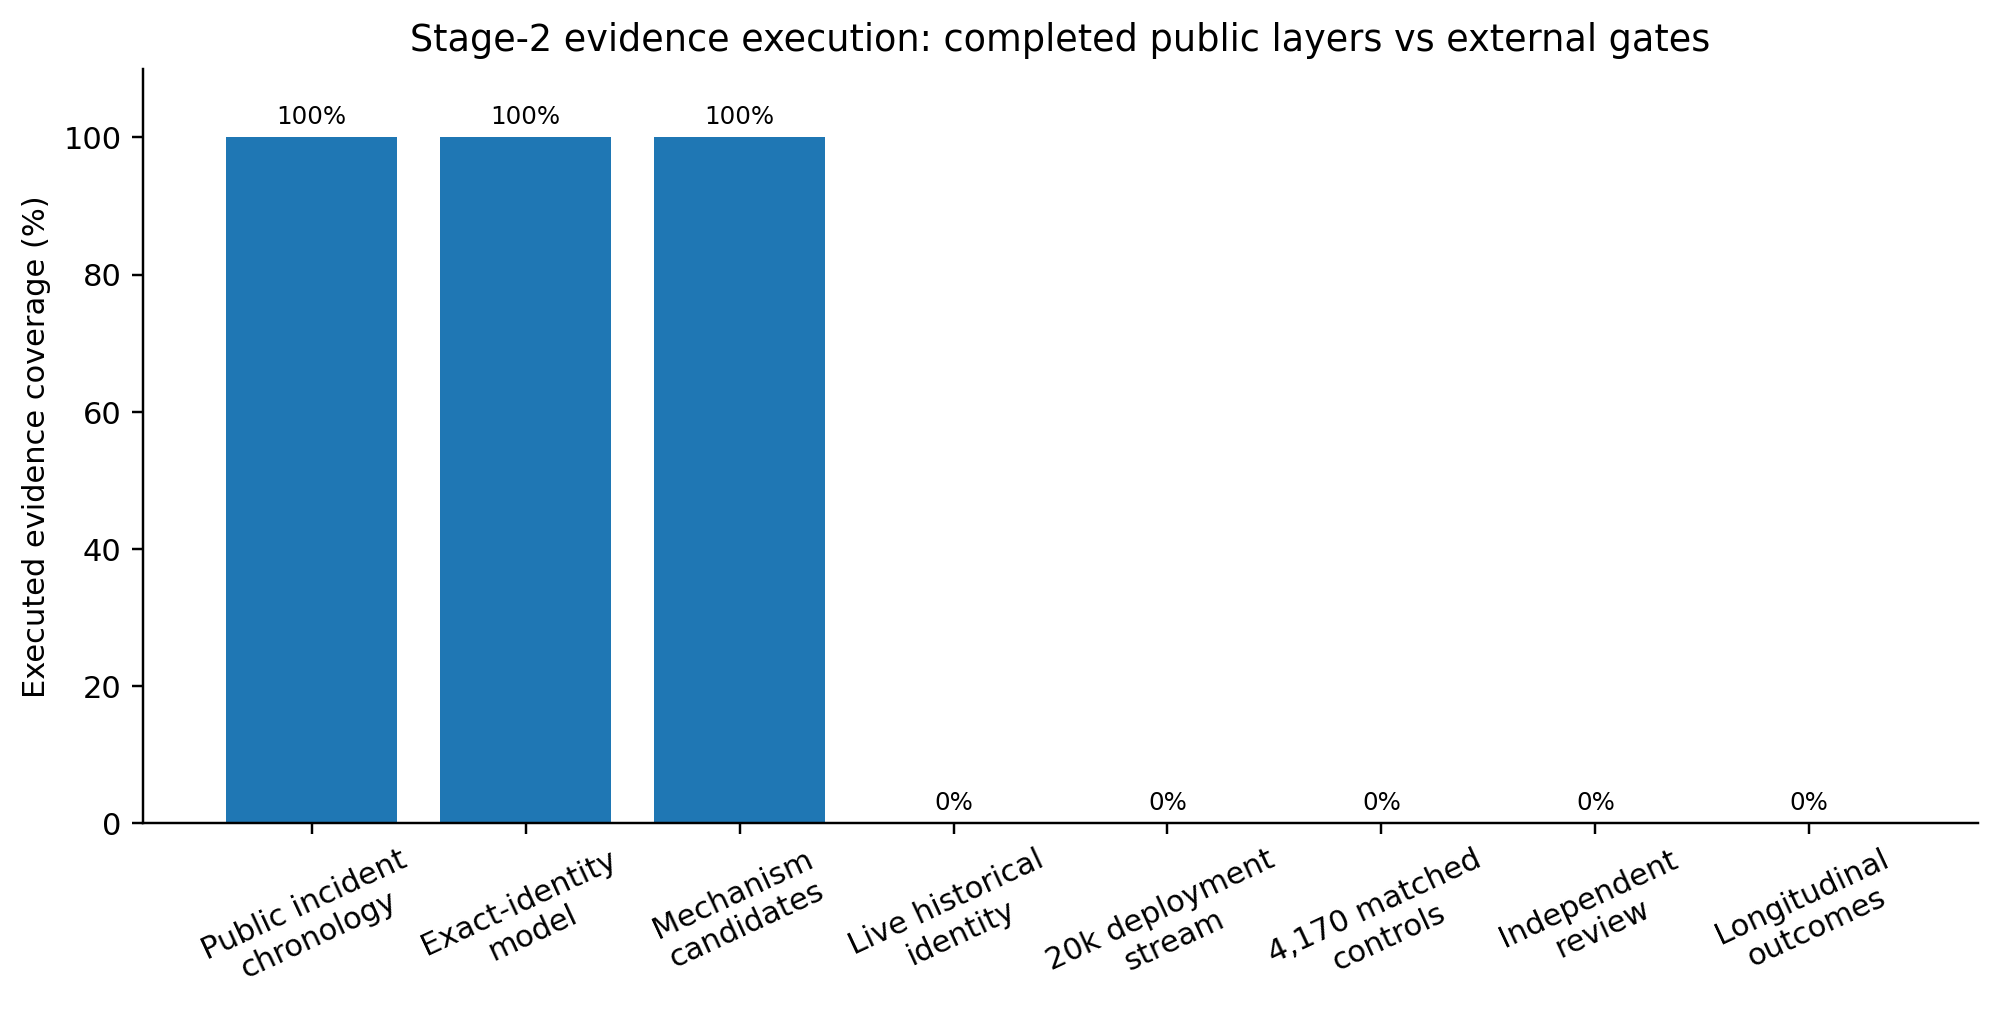 Stage-2 evidence execution: completed public layers vs external gates
Executed evidence coverage (%)
100
80
60
40
20
0
100%
100%
100%
0%
0%
0%
0%
0%
Public incident
chronology
Exact-identity
model
Mechanism
candidates
Live historical
identity
20k deployment
stream
4,170 matched
controls
Independent
review
Longitudinal
outcomes